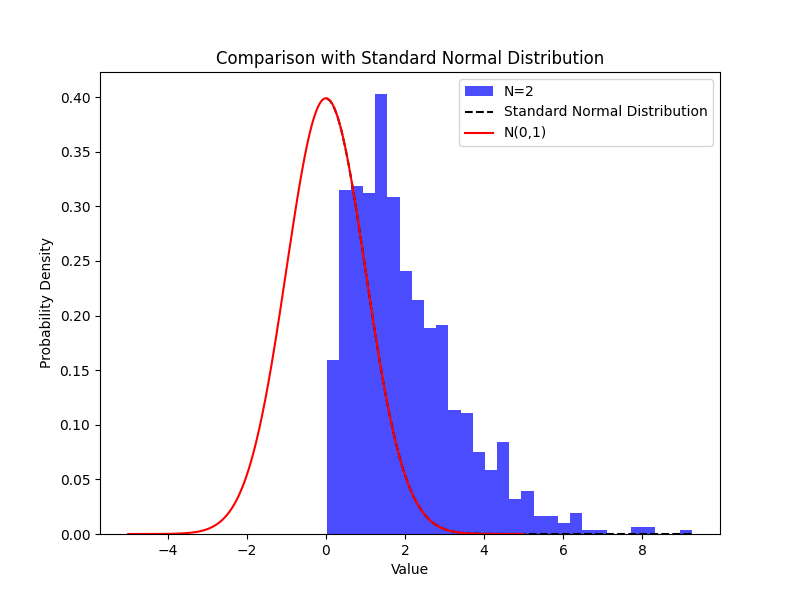 Comparison with Standard Normal Distribution
N=2
Standard Normal Distribution
N(0,1)
0.40
0.35
0.30
0.25
0.20
0.15
0.10
0.05
0.00
Probability Density
−4
−2
0
2
4
6
8
Value